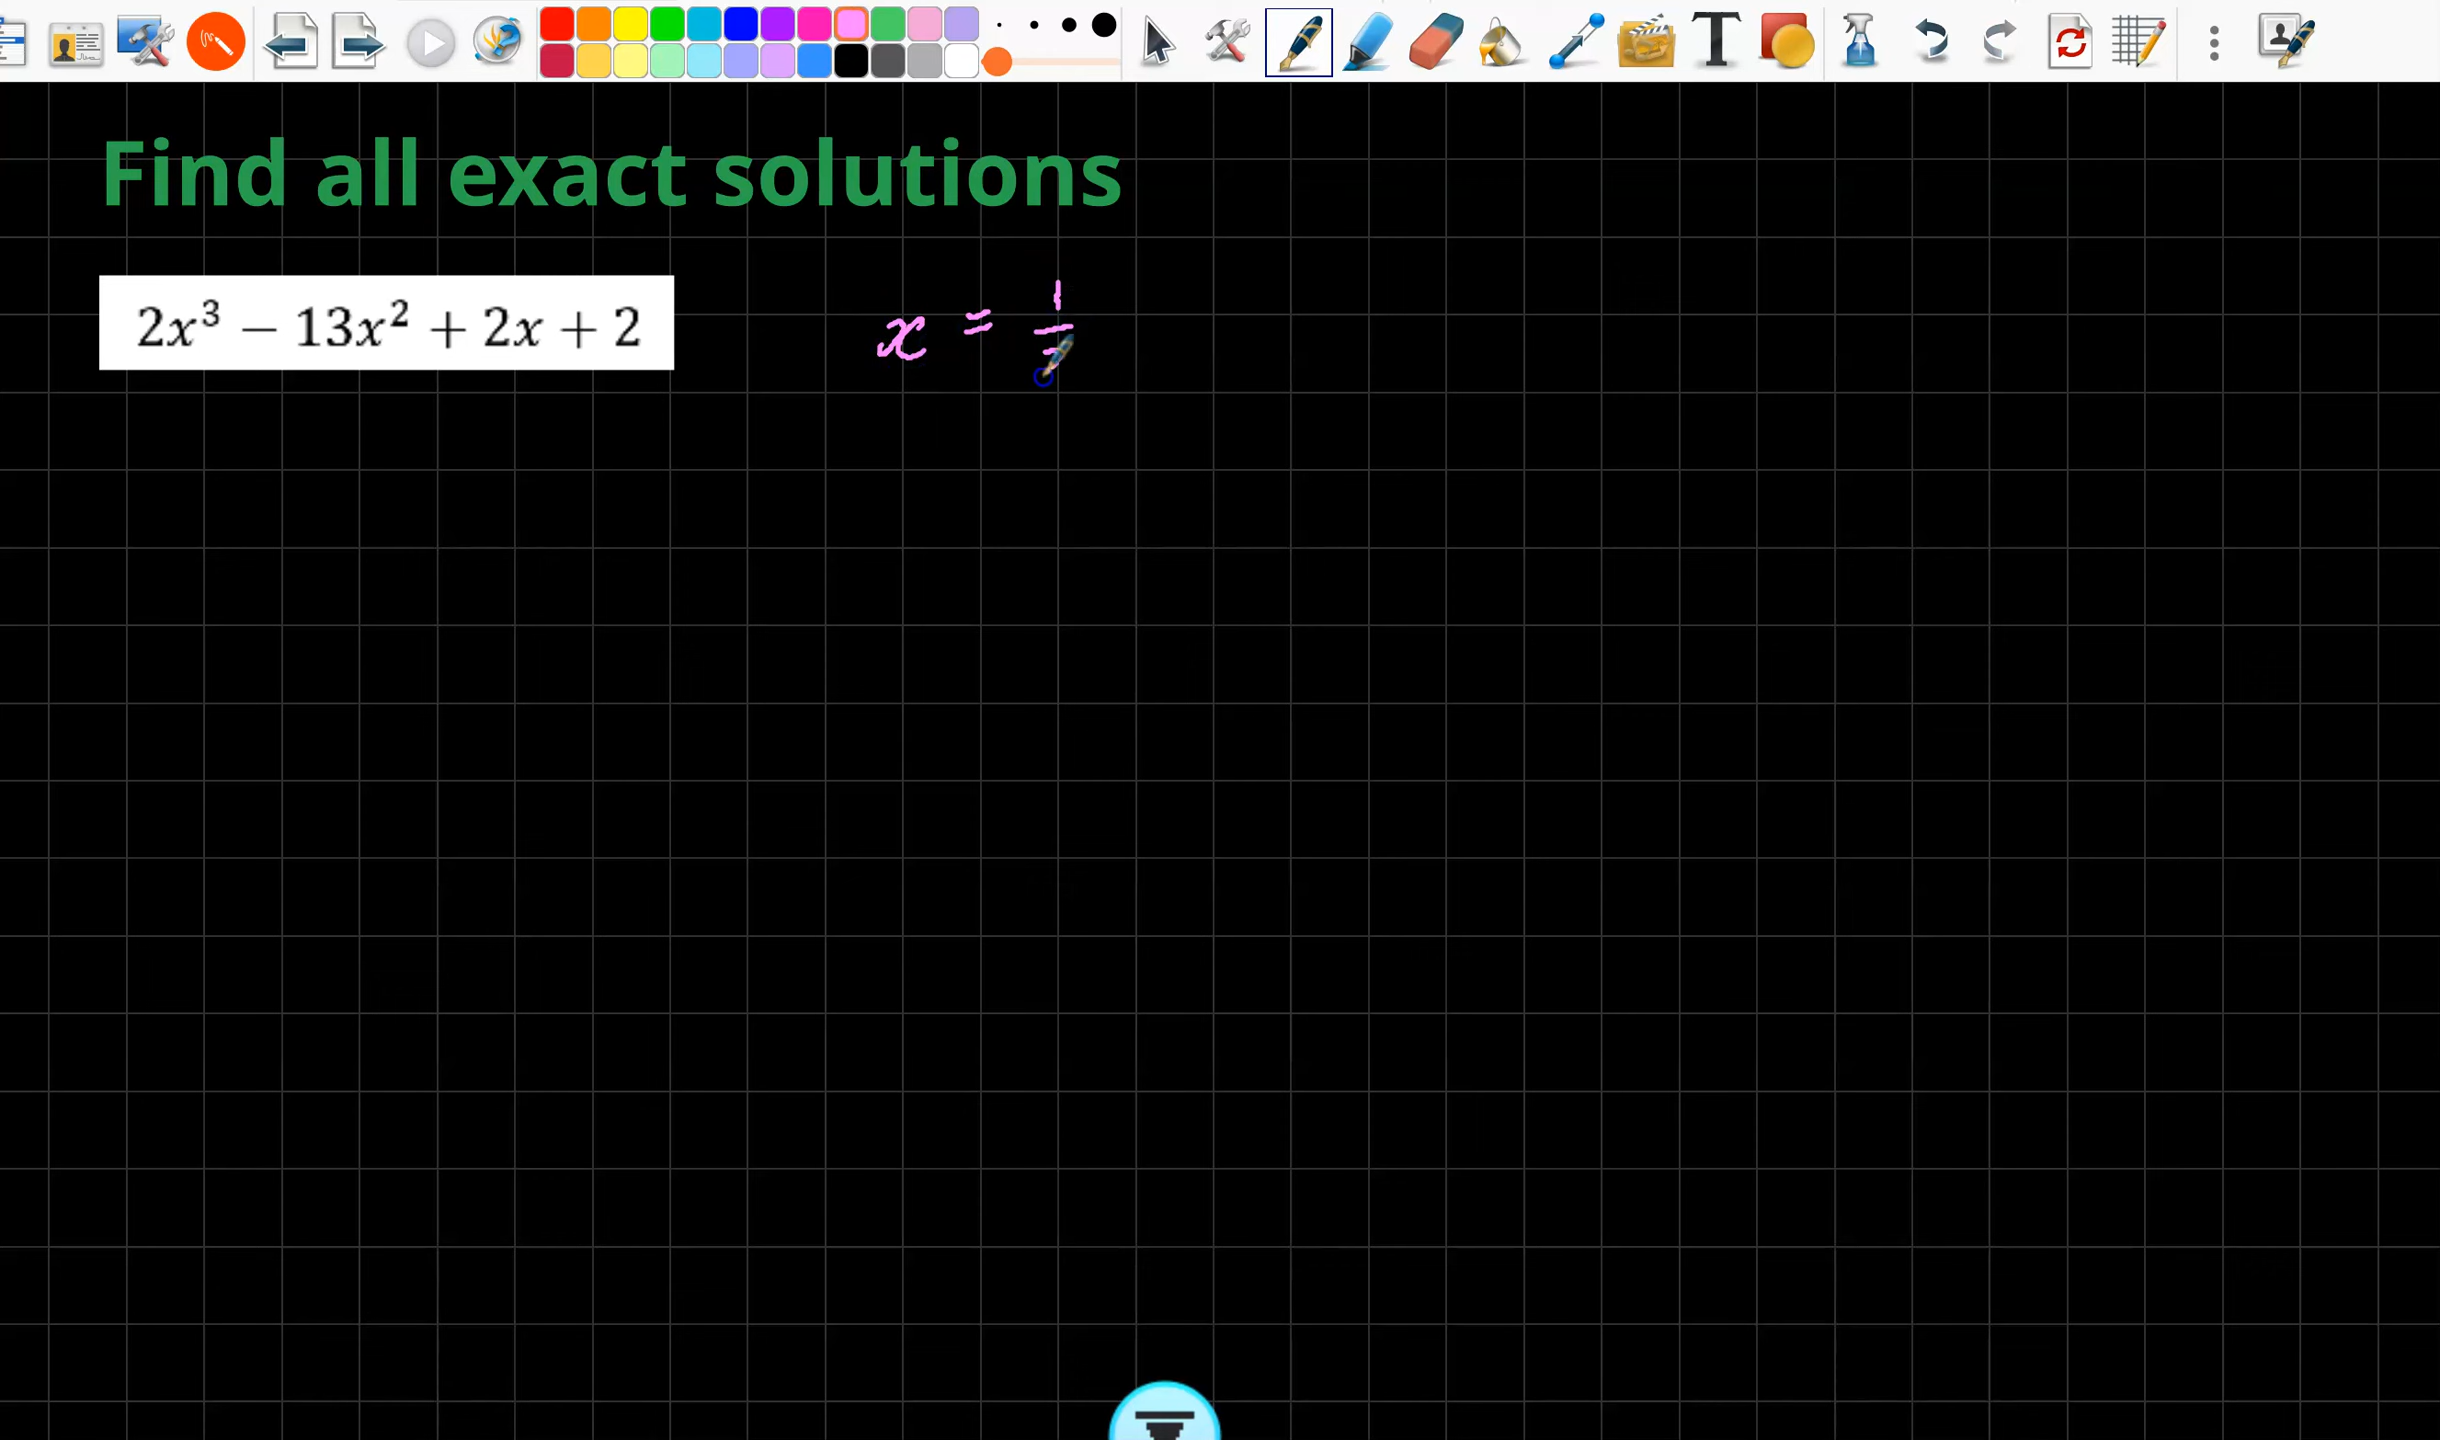 Find all exact solutions
2x³ − 13x² + 2x + 2
x = 1/